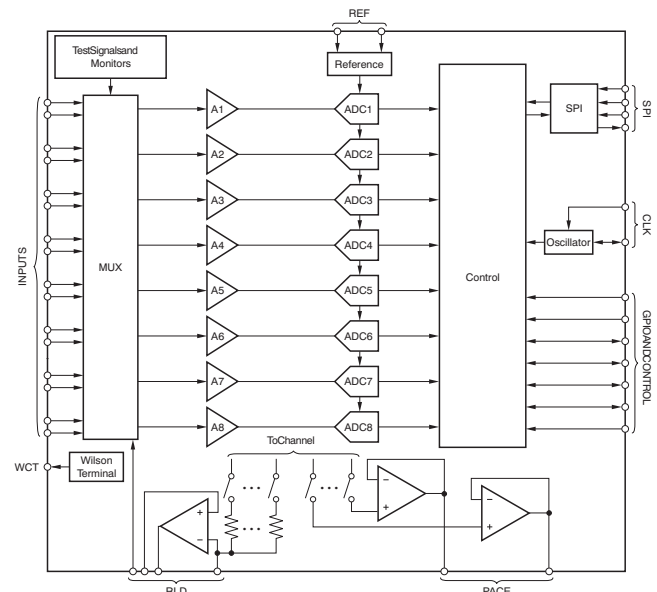 REF
TestSignalsand
Monitors
Reference
A1
ADC1
A2
ADC2
A3
ADC3
A4
ADC4
A5
ADC5
A6
ADC6
A7
ADC7
A8
ADC8
MUX
Control
SPI
SPI
CLK
Oscillator
INPUTS
GPIOANDCONTROL
WCT
Wilson
Terminal
ToChannel
+
−
−
+
−
+
RLD
PACE